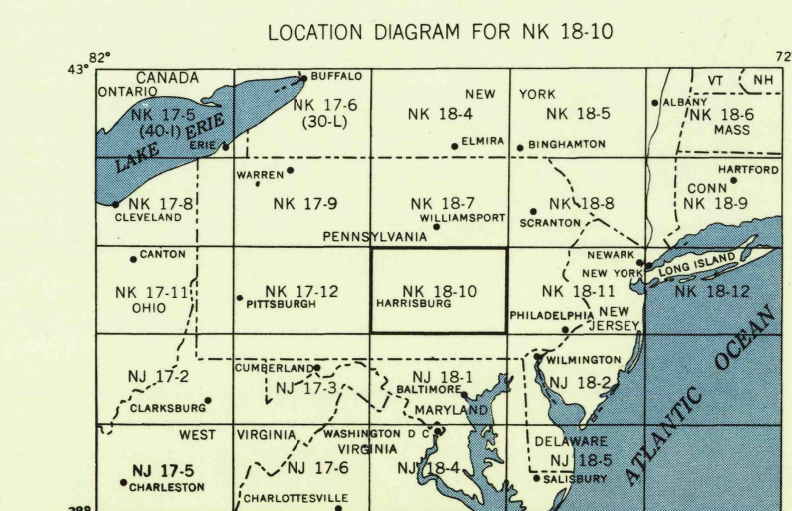 LOCATION DIAGRAM FOR NK 18-10
82°
72°
43°
CANADA
ONTARIO
BUFFALO
NEW YORK
VT
NH
NK 17-5
(40-I)
NK 17-6
(30-L)
NK 18-4
NK 18-5
ALBANY
NK 18-6
MASS
LAKE ERIE
ERIE
ELMIRA
BINGHAMTON
WARREN
HARTFORD
CONN
NK 17-8
CLEVELAND
NK 17-9
NK 18-7
WILLIAMSPORT
NK 18-8
SCRANTON
NK 18-9
PENNSYLVANIA
CANTON
NEWARK
NEW YORK
LONG ISLAND
NK 17-11
OHIO
NK 17-12
PITTSBURGH
NK 18-10
HARRISBURG
NK 18-11
NK 18-12
PHILADELPHIA
NEW
JERSEY
CUMBERLAND
WILMINGTON
NJ 17-2
NJ 17-3
NJ 18-1
BALTIMORE
NJ 18-2
CLARKSBURG
MARYLAND
ATLANTIC OCEAN
WEST VIRGINIA
WASHINGTON D C
VIRGINIA
DELAWARE
NJ 17-5
CHARLESTON
NJ 17-6
NJ 18-4
NJ 18-5
SALISBURY
CHARLOTTESVILLE
38°